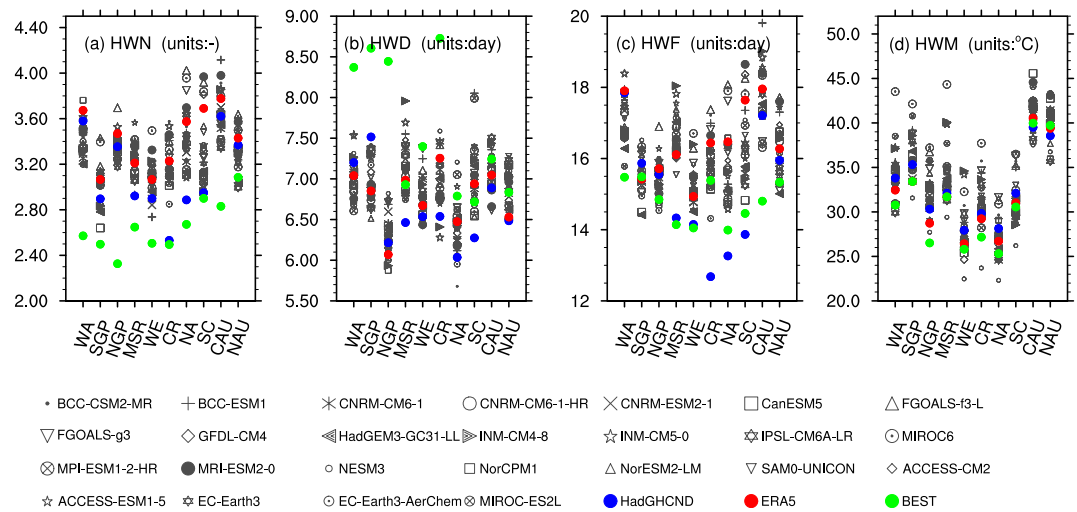 (a) HWN (units:-)
4.40
4.00
3.60
3.20
2.80
2.40
2.00
WA SGP NGP MSR WE CR NA SC CAU NAU
(b) HWD (units:day)
9.00
8.50
8.00
7.50
7.00
6.50
6.00
5.50
WA SGP NGP MSR WE CR NA SC CAU NAU
(c) HWF (units:day)
20
18
16
14
12
WA SGP NGP MSR WE CR NA SC CAU NAU
(d) HWM (units:°C)
50.0
45.0
40.0
35.0
30.0
25.0
20.0
WA SGP NGP MSR WE CR NA SC CAU NAU
BCC-CSM2-MR BCC-ESM1 CNRM-CM6-1 CNRM-CM6-1-HR CNRM-ESM2-1 CanESM5 FGOALS-f3-L
FGOALS-g3 GFDL-CM4 HadGEM3-GC31-LL INM-CM4-8 INM-CM5-0 IPSL-CM6A-LR MIROC6
MPI-ESM1-2-HR MRI-ESM2-0 NESM3 NorCPM1 NorESM2-LM SAM0-UNICON ACCESS-CM2
ACCESS-ESM1-5 EC-Earth3 EC-Earth3-AerChem MIROC-ES2L HadGHCND ERA5 BEST